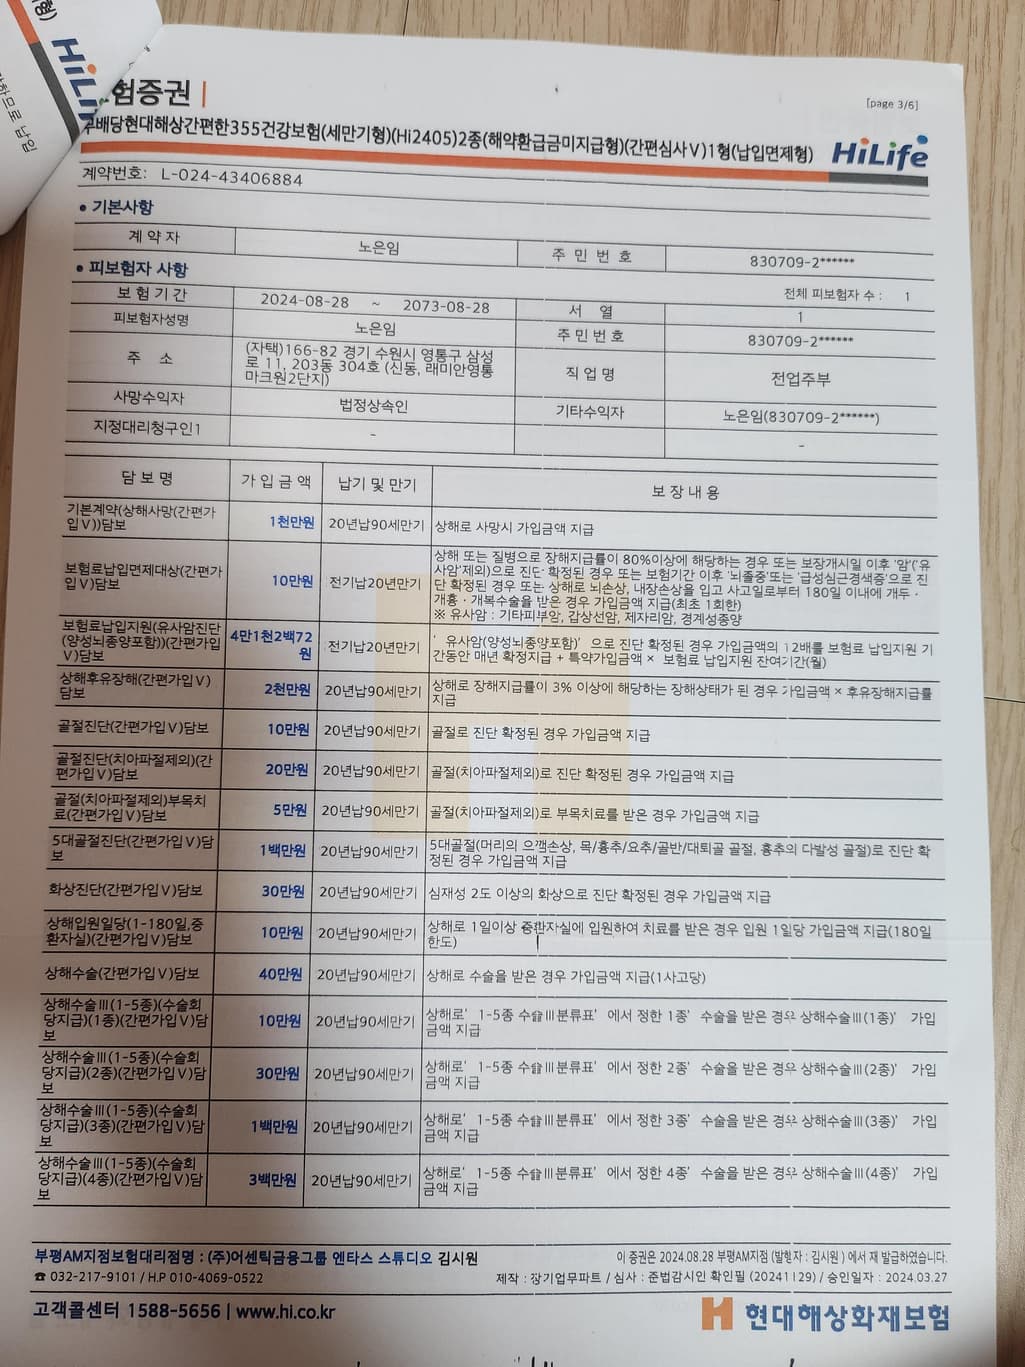 험증권
[page 3/6]
배당현대해상간편한355건강보험(세만기형)(Hi2405)2종(해약환급금미지급형)(간편심사Ⅴ)1형(납입면제형)
HiLife
계약번호: L-024-43406884
• 기본사항
계 약 자 노은임 주 민 번 호 830709-2******
• 피보험자 사항
전체 피보험자 수 : 1
보 험 기 간 2024-08-28 ~ 2073-08-28 서 열 1
피보험자성명 노은임 주 민 번 호 830709-2******
주 소 (자택)166-82 경기 수원시 영통구 삼성
로 11, 203동 304호 (신동, 래미안영통
마크원2단지)
직 업 명 전업주부
사망수익자 법정상속인 기타수익자 노은임(830709-2******)
지정대리청구인1 - -
담 보 명 가 입 금 액 납기 및 만기 보 장 내 용
기본계약(상해사망(간편가
입Ⅴ))담보 1천만원 20년납90세만기 상해로 사망시 가입금액 지급
보험료납입면제대상(간편가
입Ⅴ)담보 10만원 전기납20년만기
상해 또는 질병으로 장해지급률이 80%이상에 해당하는 경우 또는 보장개시일 이후 '암'('유
사암'제외)으로 진단 확정된 경우 또는 보험기간 이후 '뇌졸중'또는 '급성심근경색증'으로 진
단 확정된 경우 또는 상해로 뇌손상, 내장손상을 입고 사고일로부터 180일 이내에 개두ㆍ
개흉ㆍ개복수술을 받은 경우 가입금액 지급(최초 1회한)
※ 유사암 : 기타피부암, 갑상선암, 제자리암, 경계성종양
보험료납입지원(유사암진단
(양성뇌종양포함))(간편가입
Ⅴ)담보
4만1천2백72
원
전기납20년만기
' 유사암(양성뇌종양포함)' 으로 진단 확정된 경우 가입금액의 12배를 보험료 납입지원 기
간동안 매년 확정지급 + 특약가입금액 × 보험료 납입지원 잔여기간(월)
상해후유장해(간편가입Ⅴ)
담보 2천만원 20년납90세만기
상해로 장해지급률이 3% 이상에 해당하는 장해상태가 된 경우 가입금액 × 후유장해지급률
지급
골절진단(간편가입Ⅴ)담보 10만원 20년납90세만기 골절로 진단 확정된 경우 가입금액 지급
골절진단(치아파절제외)(간
편가입Ⅴ)담보 20만원 20년납90세만기 골절(치아파절제외)로 진단 확정된 경우 가입금액 지급
골절(치아파절제외)부목치
료(간편가입Ⅴ)담보 5만원 20년납90세만기 골절(치아파절제외)로 부목치료를 받은 경우 가입금액 지급
5대골절진단(간편가입Ⅴ)담
보 1백만원 20년납90세만기
5대골절(머리의 으깸손상, 목/흉추/요추/골반/대퇴골 골절, 흉추의 다발성 골절)로 진단 확
정된 경우 가입금액 지급
화상진단(간편가입Ⅴ)담보 30만원 20년납90세만기 심재성 2도 이상의 화상으로 진단 확정된 경우 가입금액 지급
상해입원일당(1-180일,중
환자실)(간편가입Ⅴ)담보 10만원 20년납90세만기
상해로 1일이상 중환자실에 입원하여 치료를 받은 경우 입원 1일당 가입금액 지급(180일
한도)
상해수술(간편가입Ⅴ)담보 40만원 20년납90세만기 상해로 수술을 받은 경우 가입금액 지급(1사고당)
상해수술Ⅲ(1-5종)(수술회
당지급)(1종)(간편가입Ⅴ)담
보 10만원 20년납90세만기
상해로' 1-5종 수술Ⅲ분류표' 에서 정한 1종' 수술을 받은 경우 상해수술Ⅲ(1종)' 가입
금액 지급
상해수술Ⅲ(1-5종)(수술회
당지급)(2종)(간편가입Ⅴ)담
보 30만원 20년납90세만기
상해로' 1-5종 수술Ⅲ분류표' 에서 정한 2종' 수술을 받은 경우 상해수술Ⅲ(2종)' 가입
금액 지급
상해수술Ⅲ(1-5종)(수술회
당지급)(3종)(간편가입Ⅴ)담
보 1백만원 20년납90세만기
상해로' 1-5종 수술Ⅲ분류표' 에서 정한 3종' 수술을 받은 경우 상해수술Ⅲ(3종)' 가입
금액 지급
상해수술Ⅲ(1-5종)(수술회
당지급)(4종)(간편가입Ⅴ)담
보 3백만원 20년납90세만기
상해로' 1-5종 수술Ⅲ분류표' 에서 정한 4종' 수술을 받은 경우 상해수술Ⅲ(4종)' 가입
금액 지급
부평AM지점보험대리점명 : (주)어센틱금융그룹 엔타스 스튜디오 김시원
이 증권은 2024.08.28 부평AM지점 (발행자 : 김시원 ) 에서 재 발급하였습니다.
☎ 032-217-9101 / H.P 010-4069-0522
제작 : 장기업무파트 / 심사 : 준법감시인 확인필 (20241129) / 승인일자 : 2024.03.27
고객콜센터 1588-5656 | www.hi.co.kr
현대해상화재보험